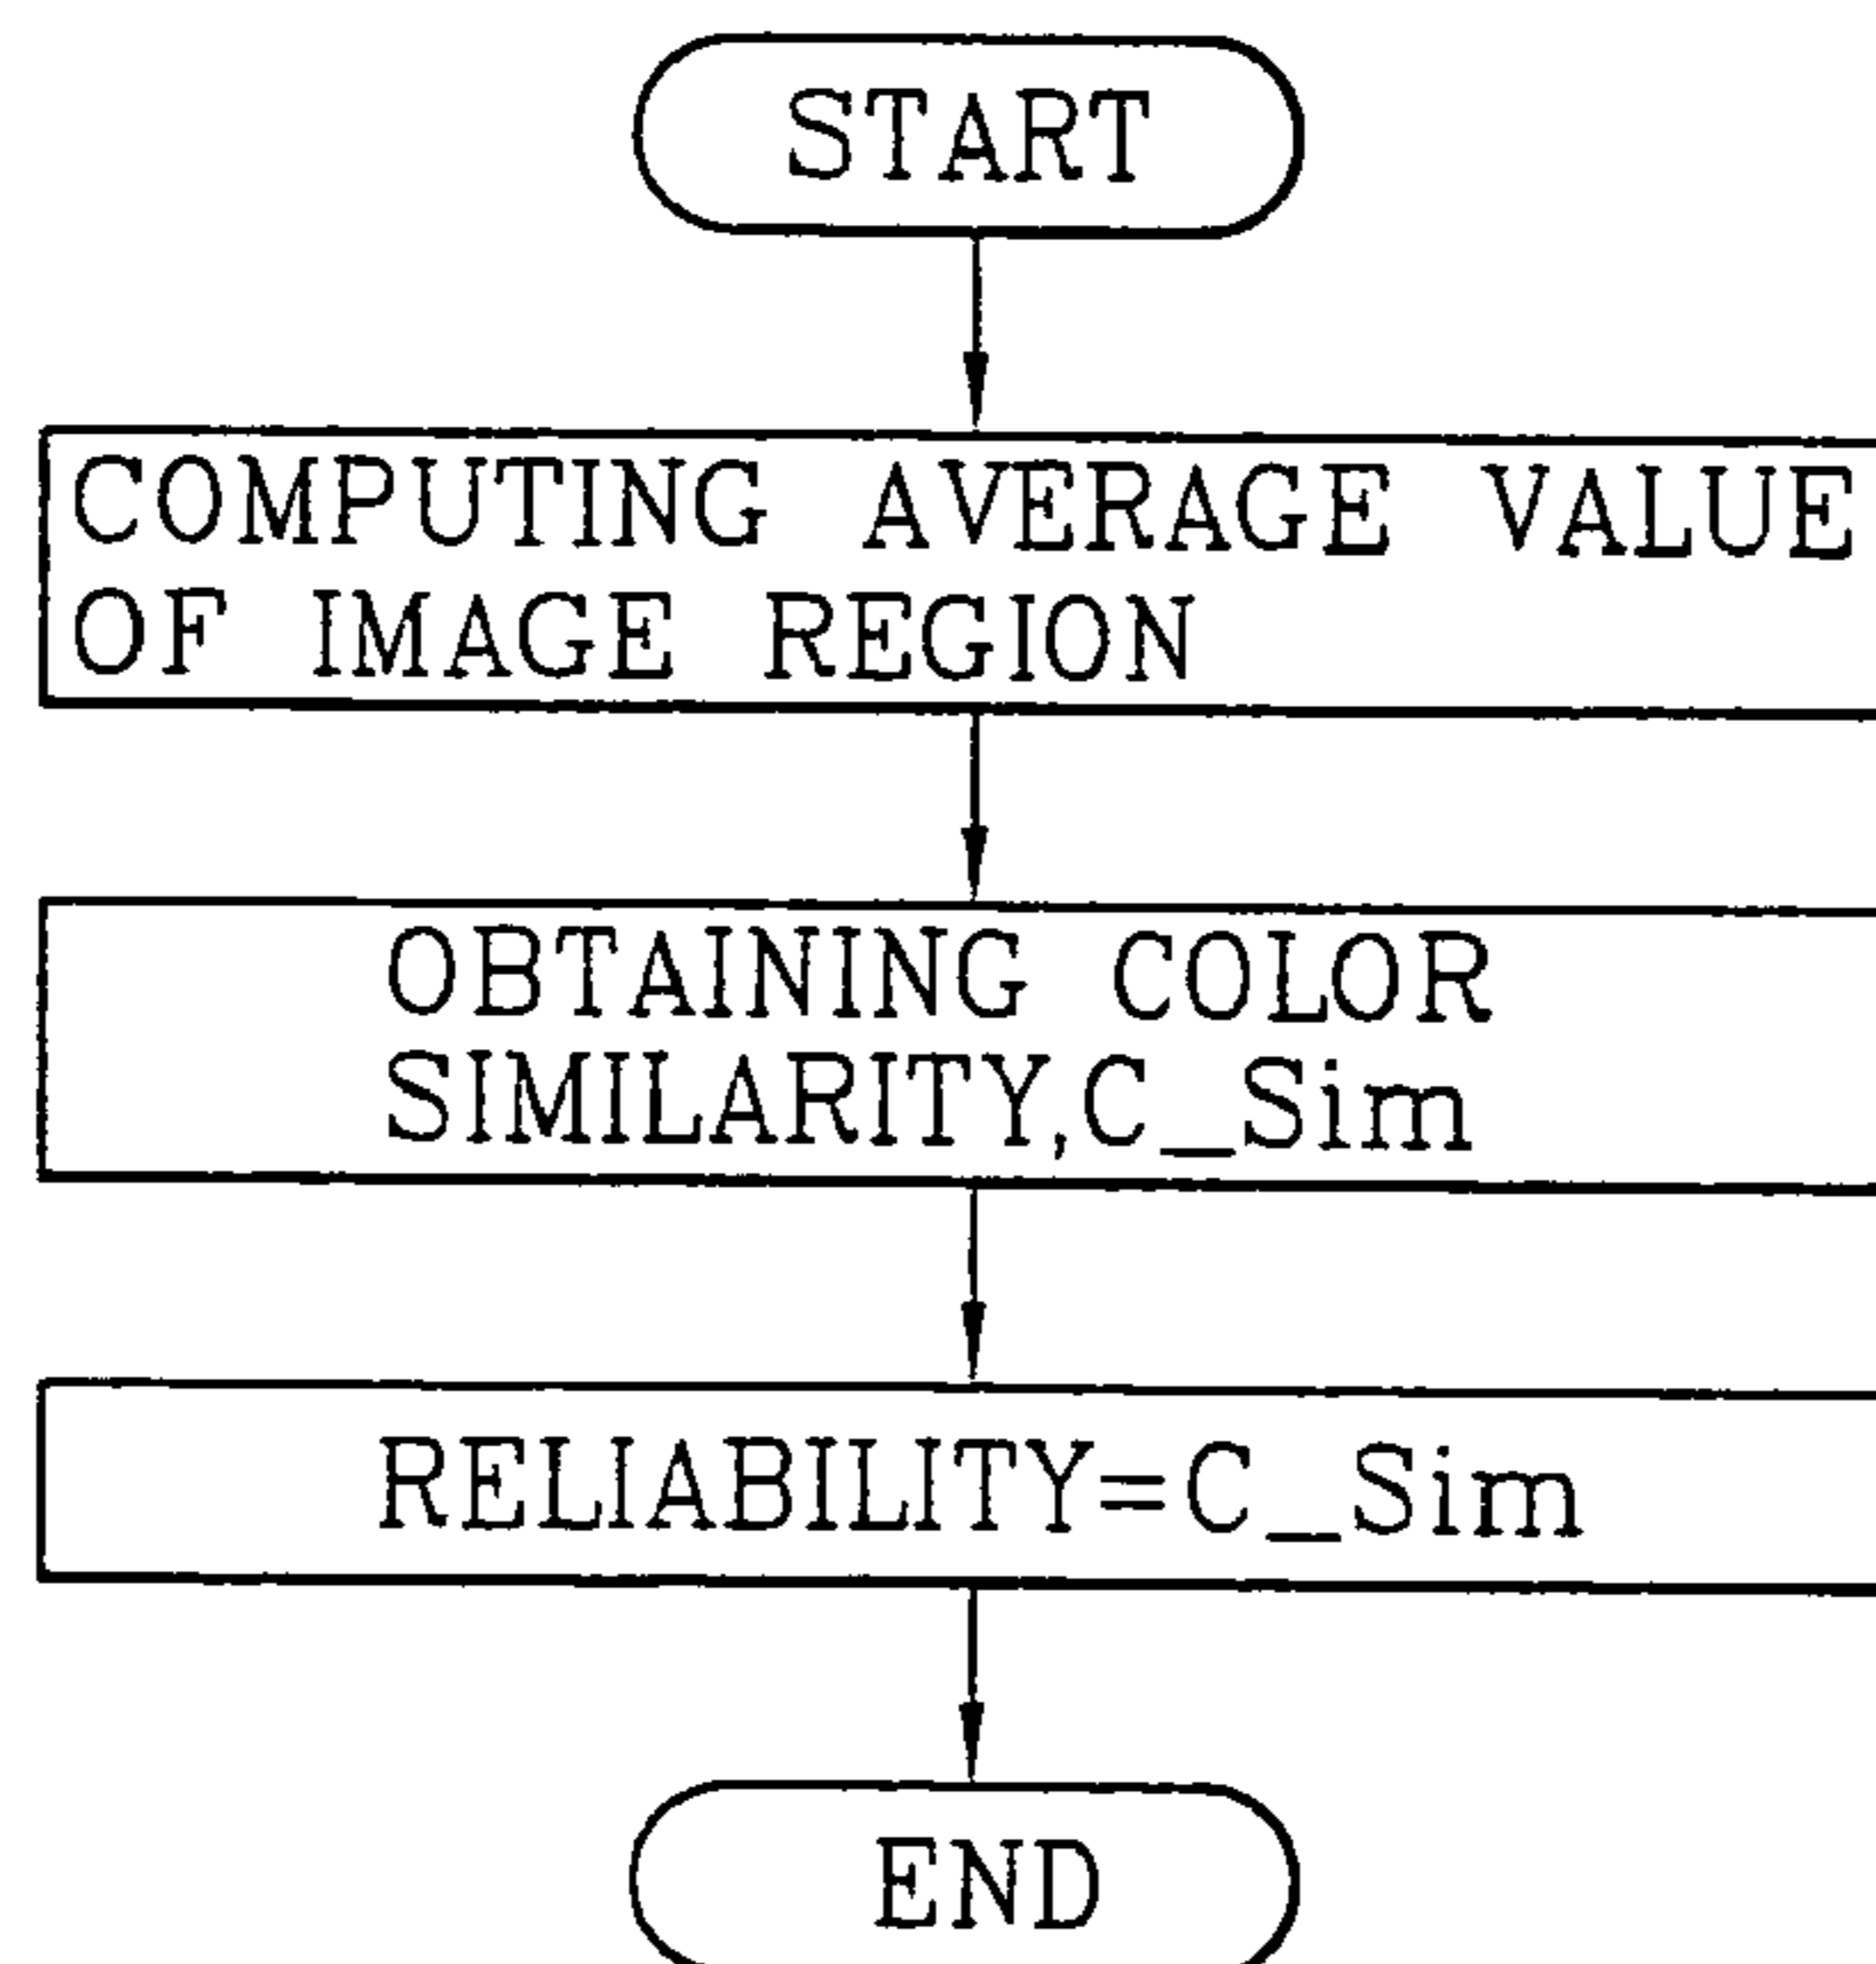 START
COMPUTING AVERAGE VALUE
OF IMAGE REGION
OBTAINING COLOR
SIMILARITY,C_Sim
RELIABILITY=C_Sim
END